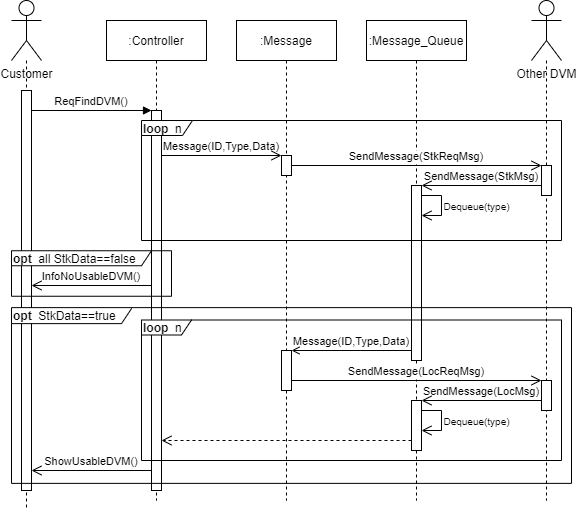 :Controller
:Message
:Message_Queue
Customer
Other DVM
ReqFindDVM()
loop n
Message(ID,Type,Data)
SendMessage(StkReqMsg)
SendMessage(StkMsg)
Dequeue(type)
opt all StkData==false
InfoNoUsableDVM()
opt StkData==true
loop n
Message(ID,Type,Data)
SendMessage(LocReqMsg)
SendMessage(LocMsg)
Dequeue(type)
ShowUsableDVM()